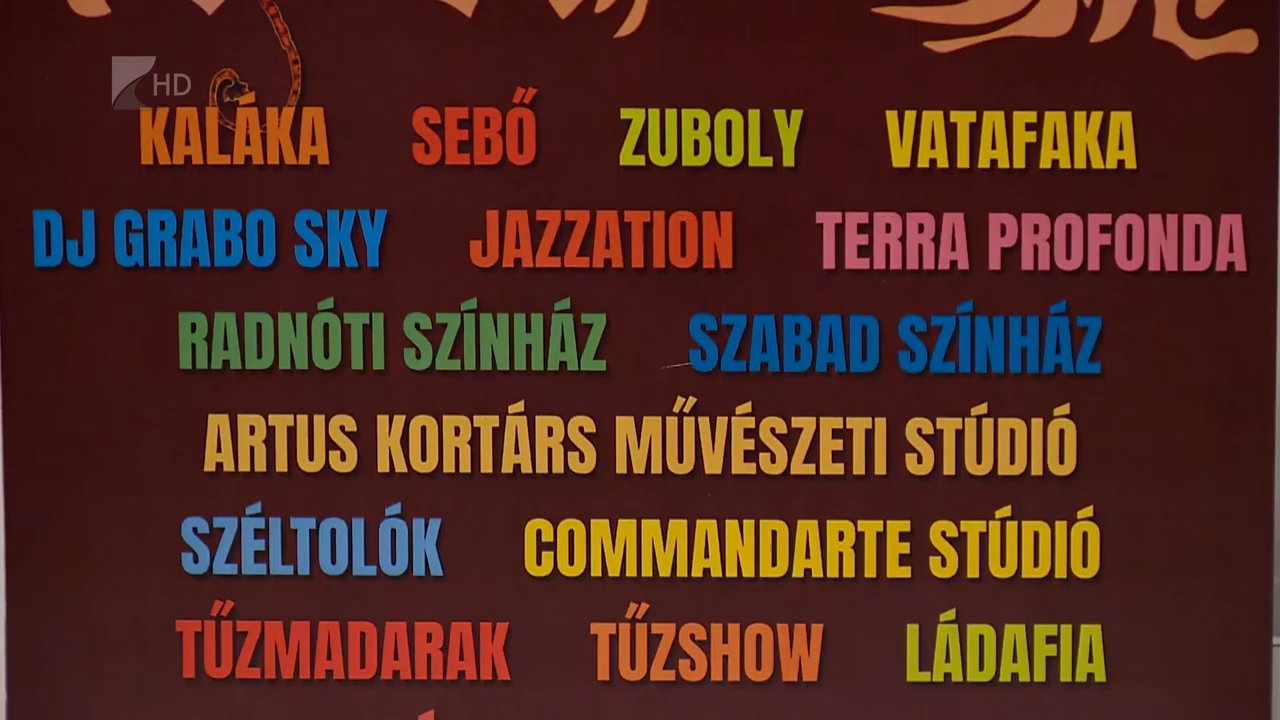 HD
KALÁKA SEBŐ ZUBOLY VATAFAKA
DJ GRABO SKY JAZZATION TERRA PROFONDA
RADNÓTI SZÍNHÁZ SZABAD SZÍNHÁZ
ARTUS KORTÁRS MŰVÉSZETI STÚDIÓ
SZÉLTOLÓK COMMANDARTE STÚDIÓ
TŰZMADARAK TŰZSHOW LÁDAFIA